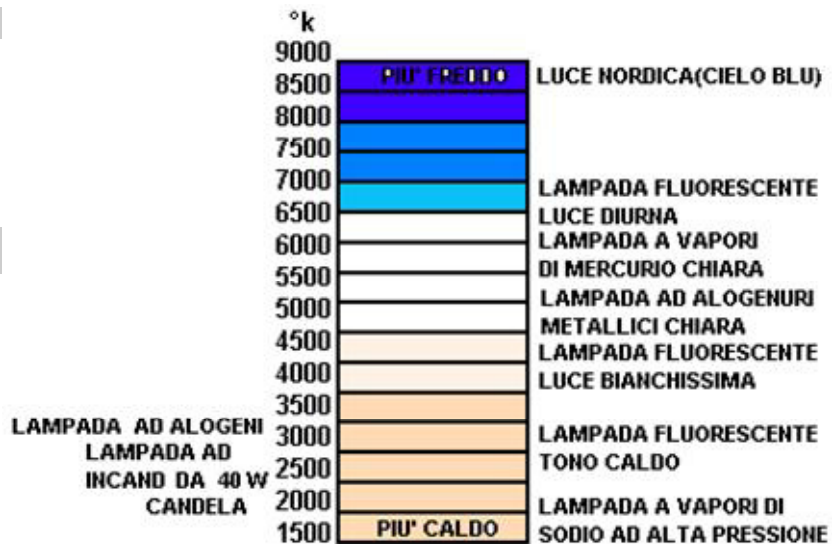 °k
9000
8500
8000
7500
7000
6500
6000
5500
5000
4500
4000
3500
3000
2500
2000
1500
PIU' FREDDO
PIU' CALDO
LUCE NORDICA(CIELO BLU)
LAMPADA FLUORESCENTE
LUCE DIURNA
LAMPADA A VAPORI
DI MERCURIO CHIARA
LAMPADA AD ALOGENURI
METALLICI CHIARA
LAMPADA FLUORESCENTE
LUCE BIANCHISSIMA
LAMPADA FLUORESCENTE
TONO CALDO
LAMPADA A VAPORI DI
SODIO AD ALTA PRESSIONE
LAMPADA AD ALOGENI
LAMPADA AD
INCAND DA 40 W
CANDELA